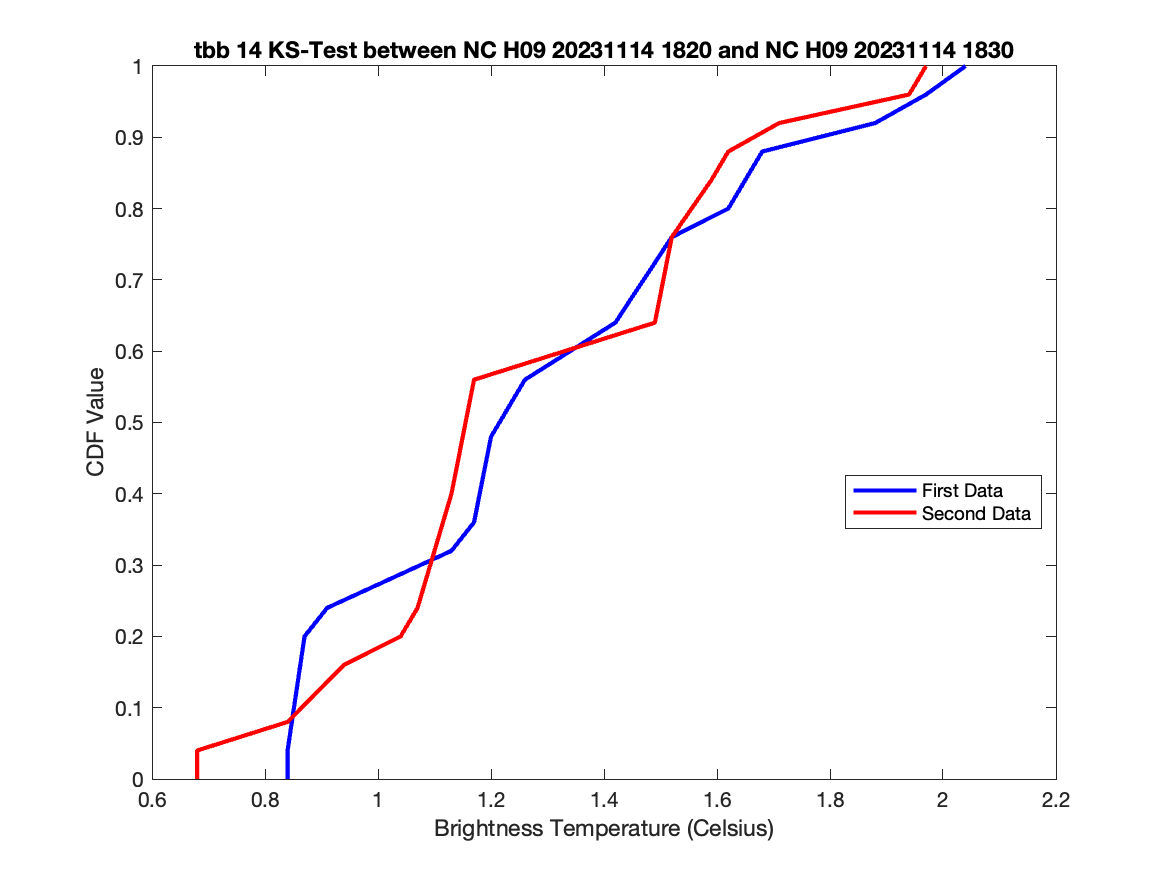 tbb 14 KS-Test between NC H09 20231114 1820 and NC H09 20231114 1830
1
0.9
0.8
0.7
0.6
0.5
0.4
0.3
0.2
0.1
0
CDF Value
First Data
Second Data
0.6 0.8 1 1.2 1.4 1.6 1.8 2 2.2
Brightness Temperature (Celsius)